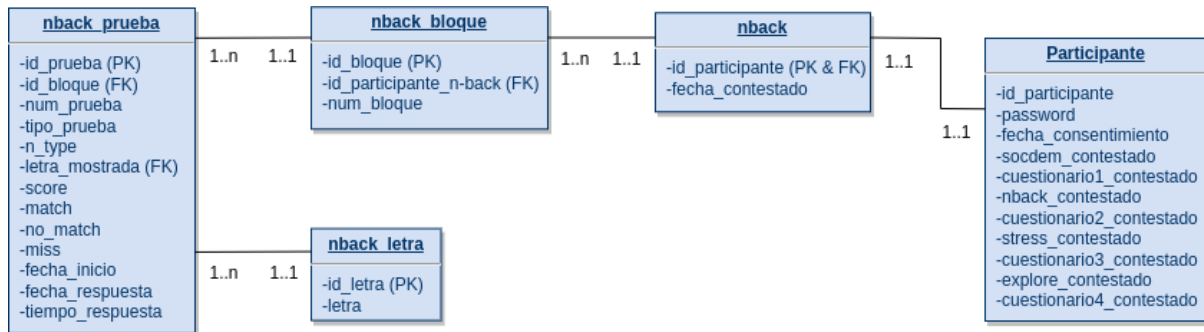 nback_prueba
-id_prueba (PK)
-id_bloque (FK)
-num_prueba
-tipo_prueba
-n_type
-letra_mostrada (FK)
-score
-match
-no_match
-miss
-fecha_inicio
-fecha_respuesta
-tiempo_respuesta
1..n
1..1
nback_bloque
-id_bloque (PK)
-id_participante_n-back (FK)
-num_bloque
1..n
1..1
nback
-id_participante (PK & FK)
-fecha_contestado
1..1
1..1
Participante
-id_participante
-password
-fecha_consentimiento
-socdem_contestado
-cuestionario1_contestado
-nback_contestado
-cuestionario2_contestado
-stress_contestado
-cuestionario3_contestado
-explore_contestado
-cuestionario4_contestado
1..n
1..1
nback_letra
-id_letra (PK)
-letra